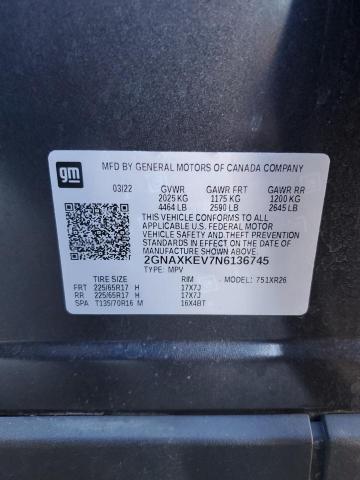 gm
MFD BY GENERAL MOTORS OF CANADA COMPANY
03/22 GVWR GAWR FRT GAWR RR
2025 KG 1175 KG 1200 KG
4464 LB 2590 LB 2645 LB
THIS VEHICLE CONFORMS TO ALL
APPLICABLE U.S. FEDERAL MOTOR
VEHICLE SAFETY AND THEFT PREVENTION
STANDARDS IN EFFECT ON THE DATE OF
MANUFACTURE SHOWN ABOVE
2GNAXKEV7N6136745
TYPE: MPV
TIRE SIZE RIM MODEL: 751XR26
FRT 225/65R17 H 17X7J
RR 225/65R17 H 17X7J
SPA T135/70R16 M 16X4BT